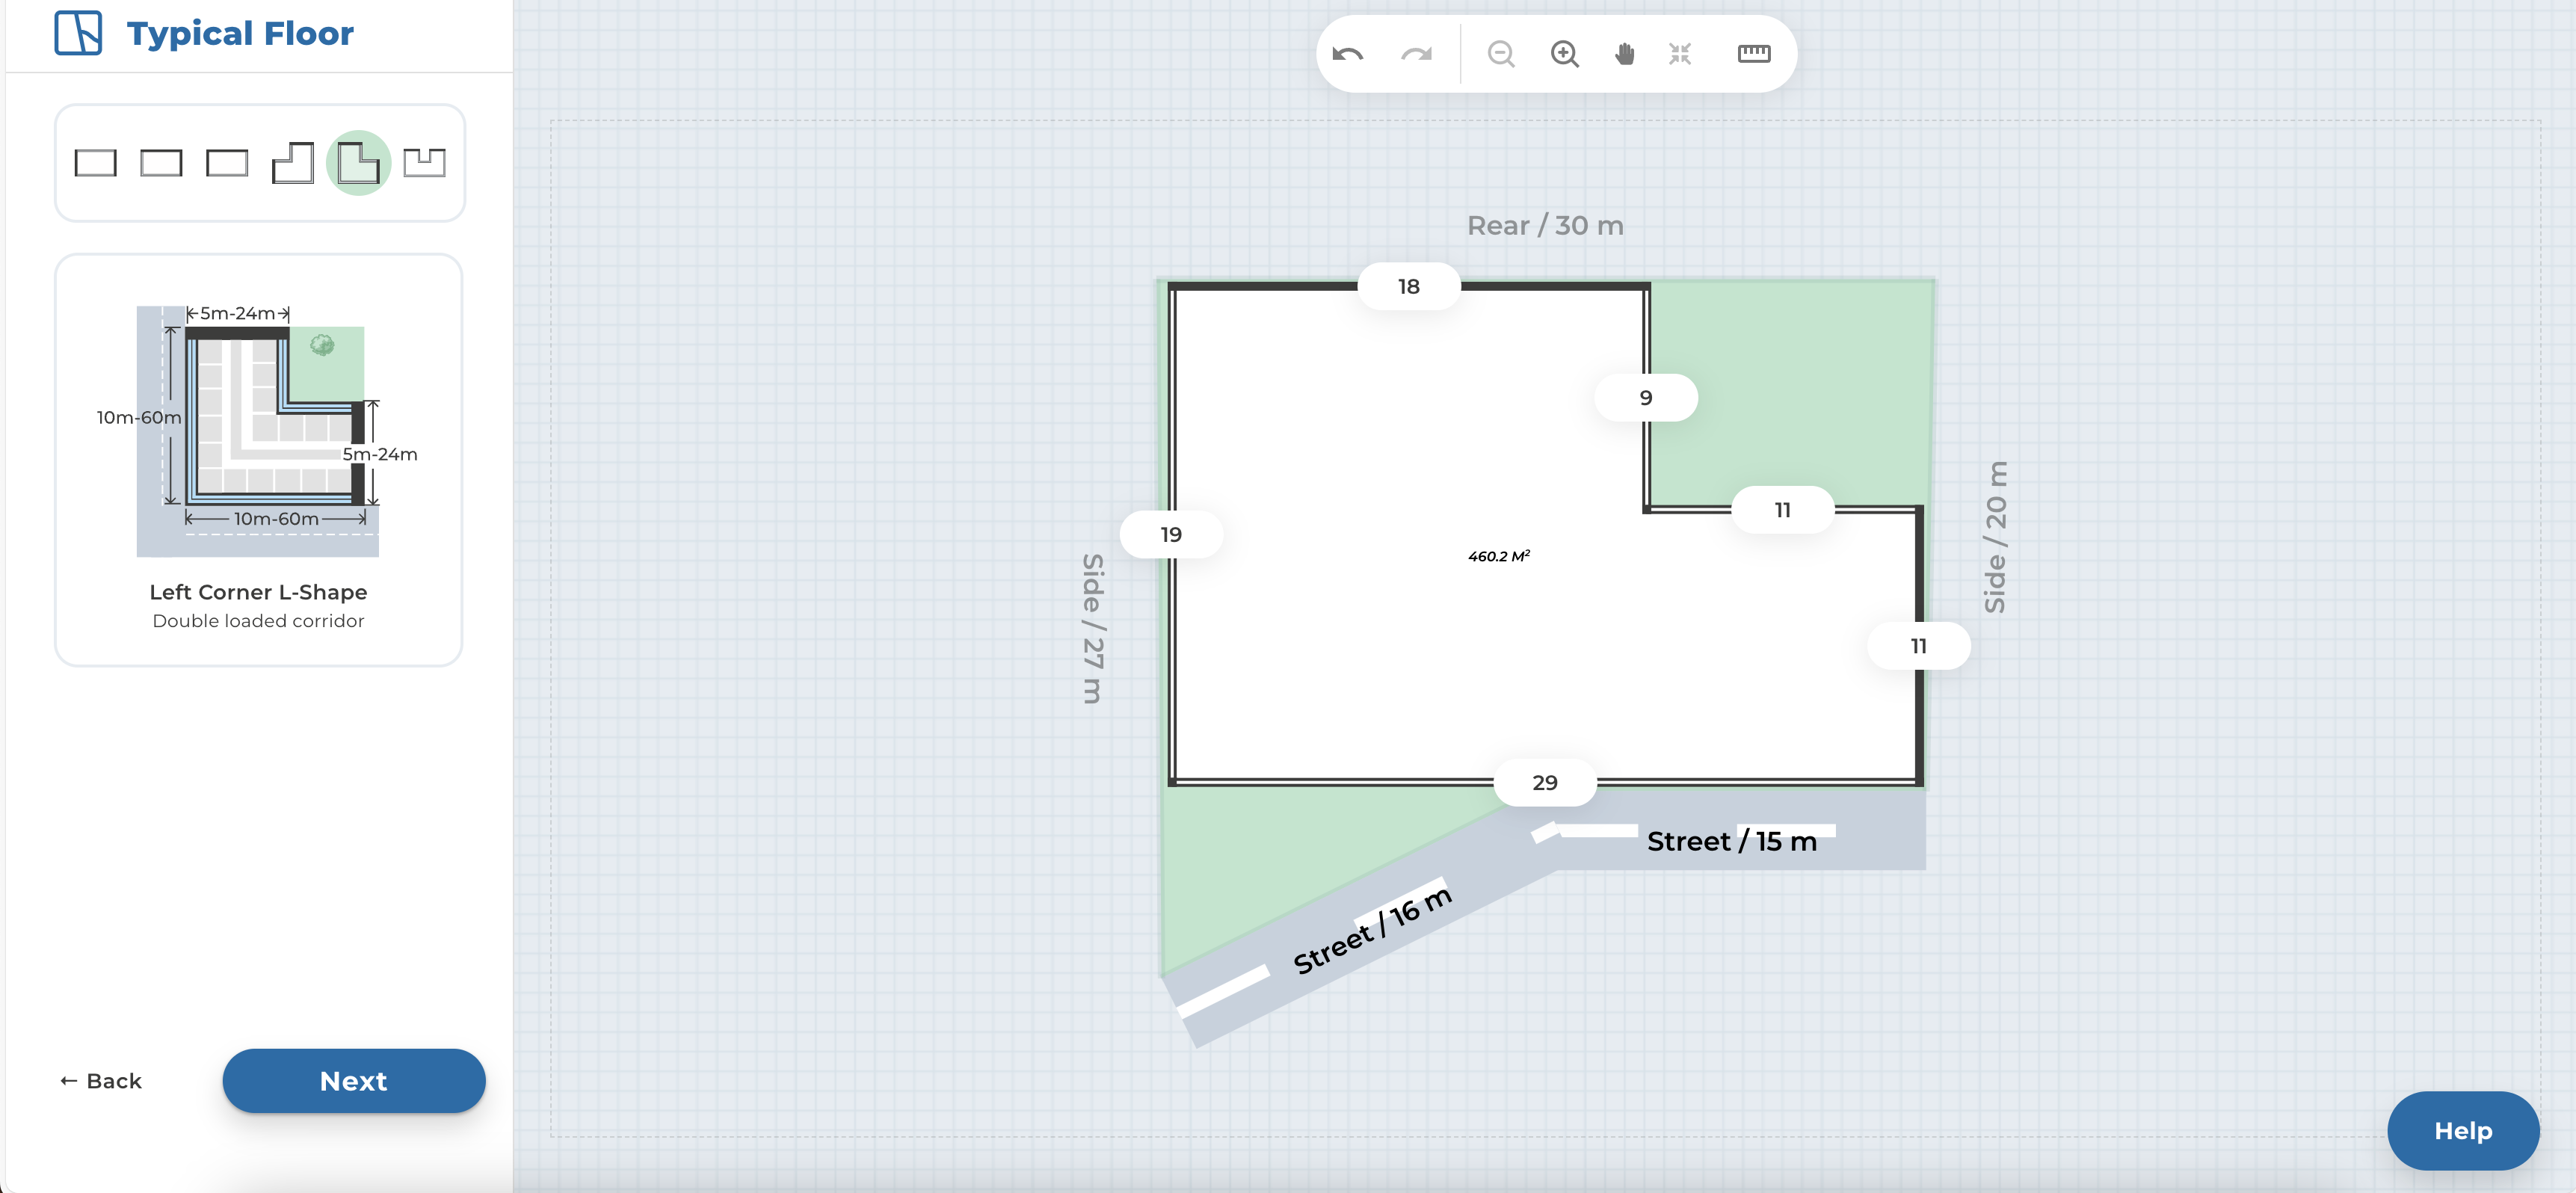 Typical Floor
5m-24m
10m-60m
5m-24m
10m-60m
Left Corner L-Shape
Double loaded corridor
← Back
Next
Rear / 30 m
18
9
11
19
460.2 M²
Side / 27 m
Side / 20 m
11
29
Street / 15 m
Street / 16 m
Help